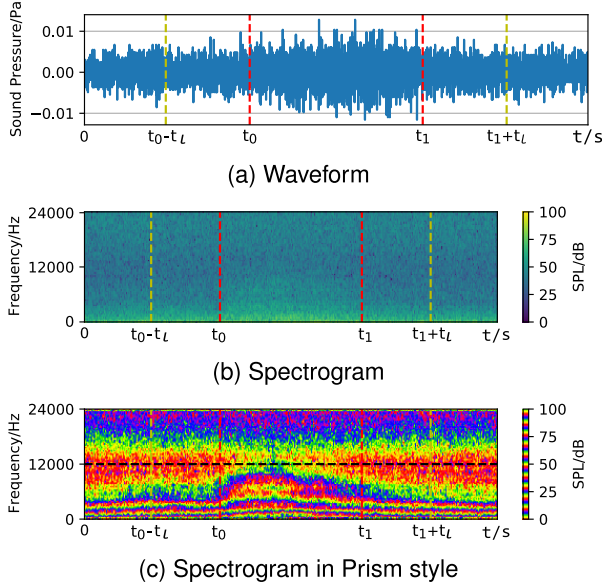 Sound Pressure/Pa
0.01
0.00
−0.01
0 t₀-tₗ t₀ t₁ t₁+tₗ t/s
(a) Waveform
Frequency/Hz
24000
12000
0
0 t₀-tₗ t₀ t₁ t₁+tₗ t/s
100
75
50
25
0
SPL/dB
(b) Spectrogram
Frequency/Hz
24000
12000
0
0 t₀-tₗ t₀ t₁ t₁+tₗ t/s
100
75
50
25
0
SPL/dB
(c) Spectrogram in Prism style